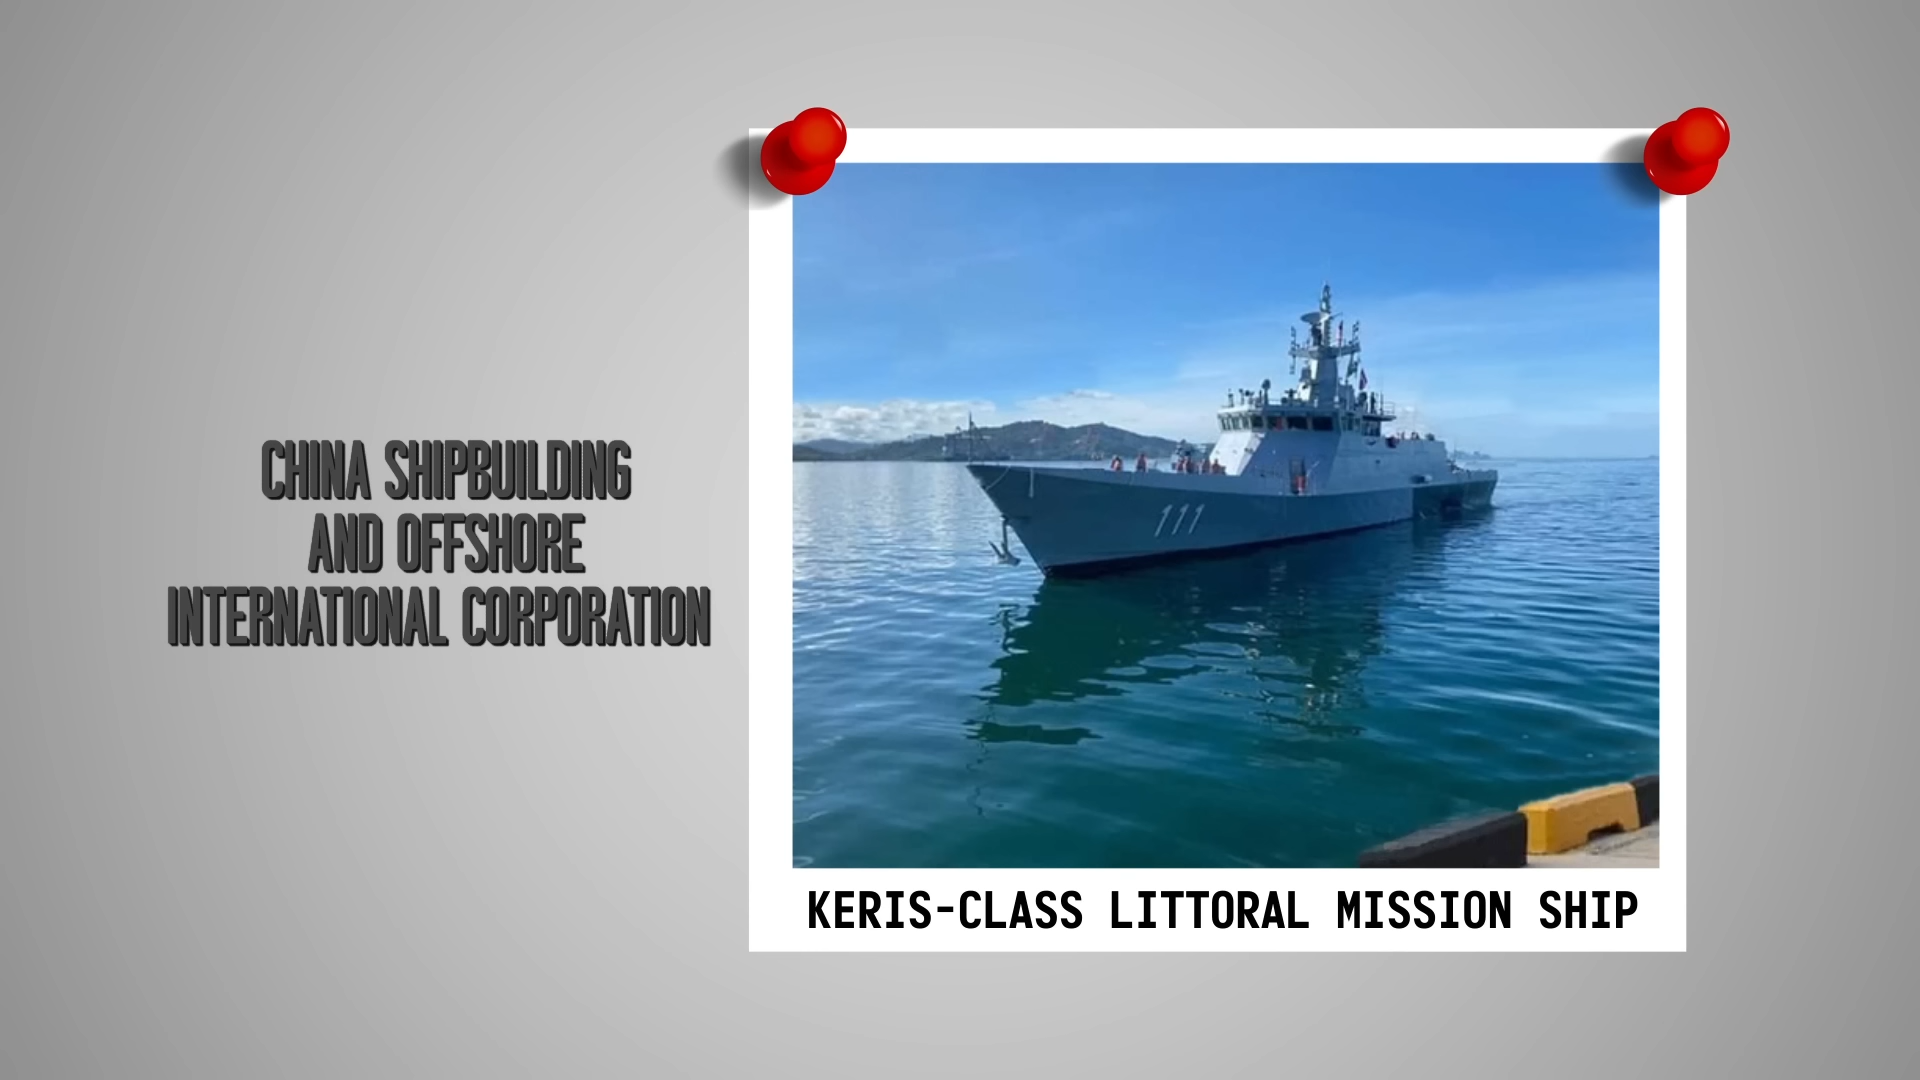 CHINA SHIPBUILDING
AND OFFSHORE
INTERNATIONAL CORPORATION
111
KERIS-CLASS LITTORAL MISSION SHIP